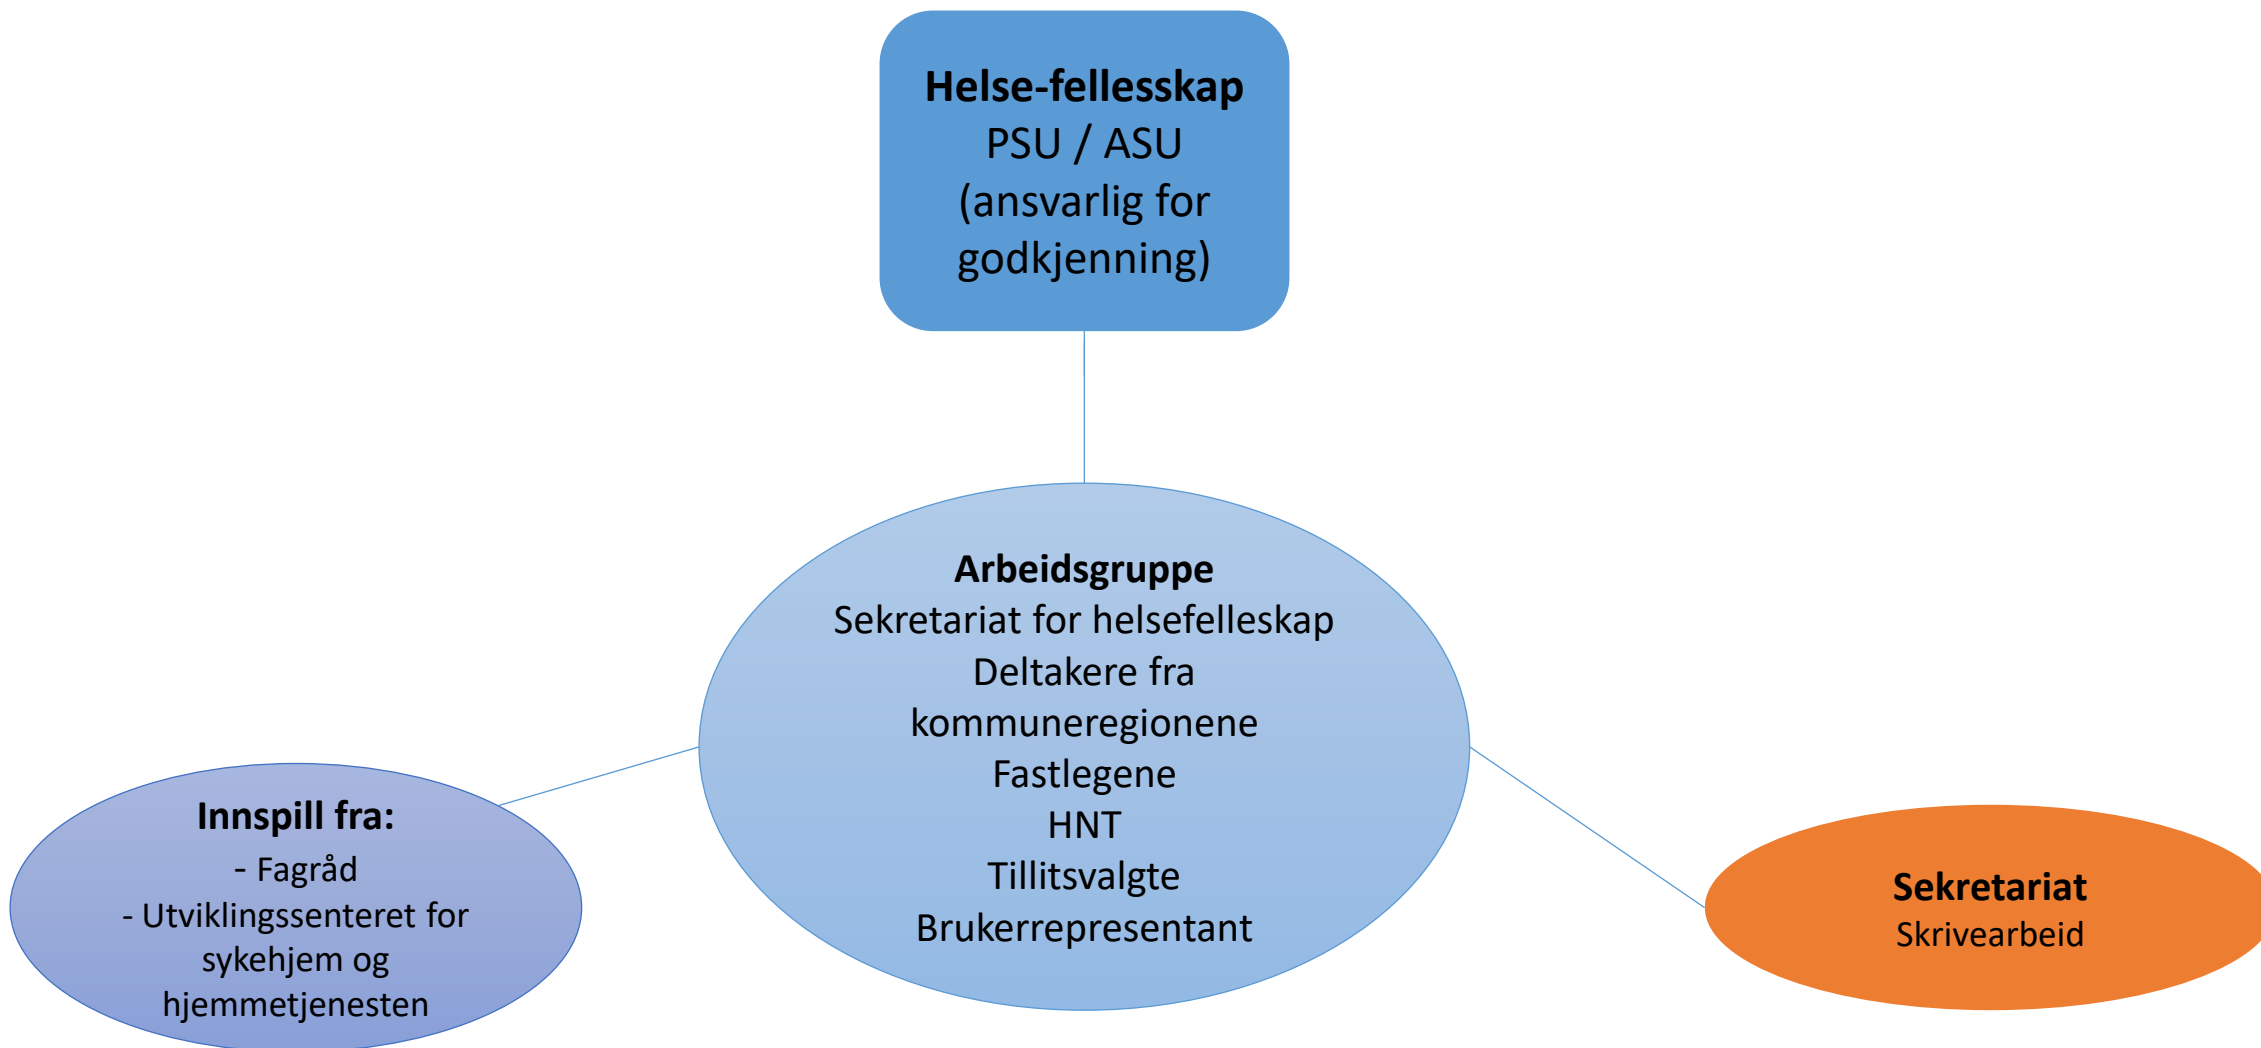 Helse-fellesskap
PSU / ASU
(ansvarlig for
godkjenning)
Arbeidsgruppe
Sekretariat for helsefelleskap
Deltakere fra
kommuneregionene
Fastlegene
HNT
Tillitsvalgte
Brukerrepresentant
Innspill fra:
- Fagråd
- Utviklingssenteret for
sykehjem og
hjemmetjenesten
Sekretariat
Skrivearbeid